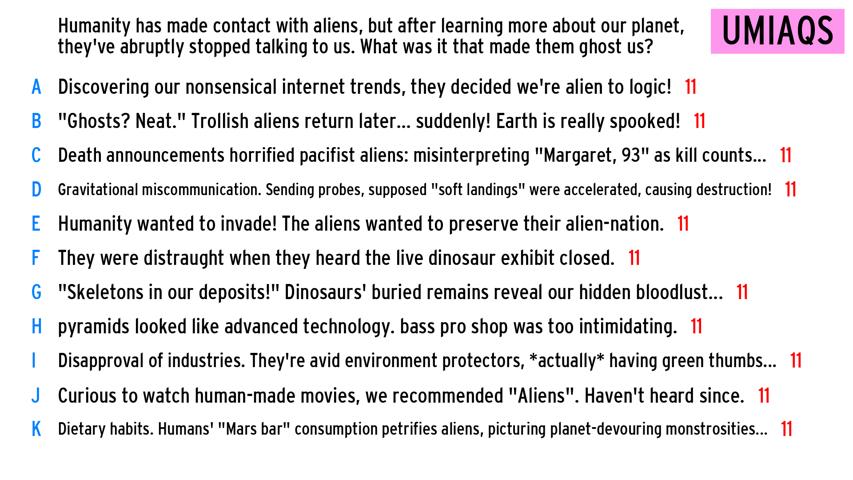 Humanity has made contact with aliens, but after learning more about our planet,
they've abruptly stopped talking to us. What was it that made them ghost us?
UMIAQS
A Discovering our nonsensical internet trends, they decided we're alien to logic! 11
B "Ghosts? Neat." Trollish aliens return later... suddenly! Earth is really spooked! 11
C Death announcements horrified pacifist aliens: misinterpreting "Margaret, 93" as kill counts... 11
D Gravitational miscommunication. Sending probes, supposed "soft landings" were accelerated, causing destruction! 11
E Humanity wanted to invade! The aliens wanted to preserve their alien-nation. 11
F They were distraught when they heard the live dinosaur exhibit closed. 11
G "Skeletons in our deposits!" Dinosaurs' buried remains reveal our hidden bloodlust... 11
H pyramids looked like advanced technology. bass pro shop was too intimidating. 11
I Disapproval of industries. They're avid environment protectors, *actually* having green thumbs... 11
J Curious to watch human-made movies, we recommended "Aliens". Haven't heard since. 11
K Dietary habits. Humans' "Mars bar" consumption petrifies aliens, picturing planet-devouring monstrosities... 11